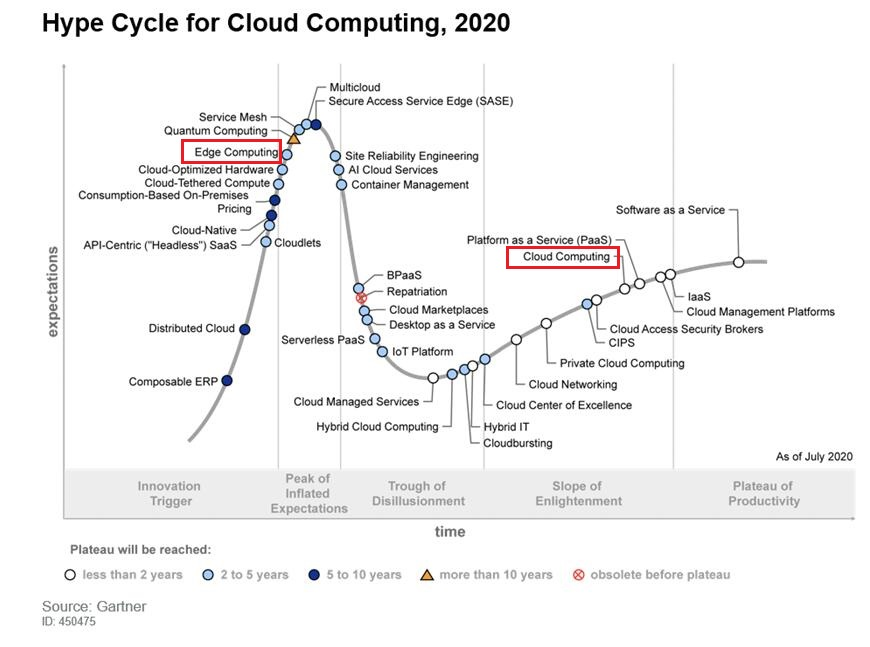 Hype Cycle for Cloud Computing, 2020
expectations
Multicloud
Secure Access Service Edge (SASE)
Service Mesh
Quantum Computing
Edge Computing
Cloud-Optimized Hardware
Cloud-Tethered Compute
Consumption-Based On-Premises
Pricing
Cloud-Native
API-Centric ("Headless") SaaS
Cloudlets
Distributed Cloud
Composable ERP
Site Reliability Engineering
AI Cloud Services
Container Management
BPaaS
Repatriation
Cloud Marketplaces
Desktop as a Service
Serverless PaaS
IoT Platform
Cloud Managed Services
Hybrid Cloud Computing
Cloudbursting
Hybrid IT
Cloud Center of Excellence
Cloud Networking
Private Cloud Computing
CIPS
Cloud Access Security Brokers
Cloud Computing
Platform as a Service (PaaS)
Cloud Management Platforms
IaaS
Software as a Service
As of July 2020
Innovation
Trigger
Peak of
Inflated
Expectations
Trough of
Disillusionment
Slope of
Enlightenment
Plateau of
Productivity
time
Plateau will be reached:
less than 2 years
2 to 5 years
5 to 10 years
more than 10 years
obsolete before plateau
Source: Gartner
ID: 450475